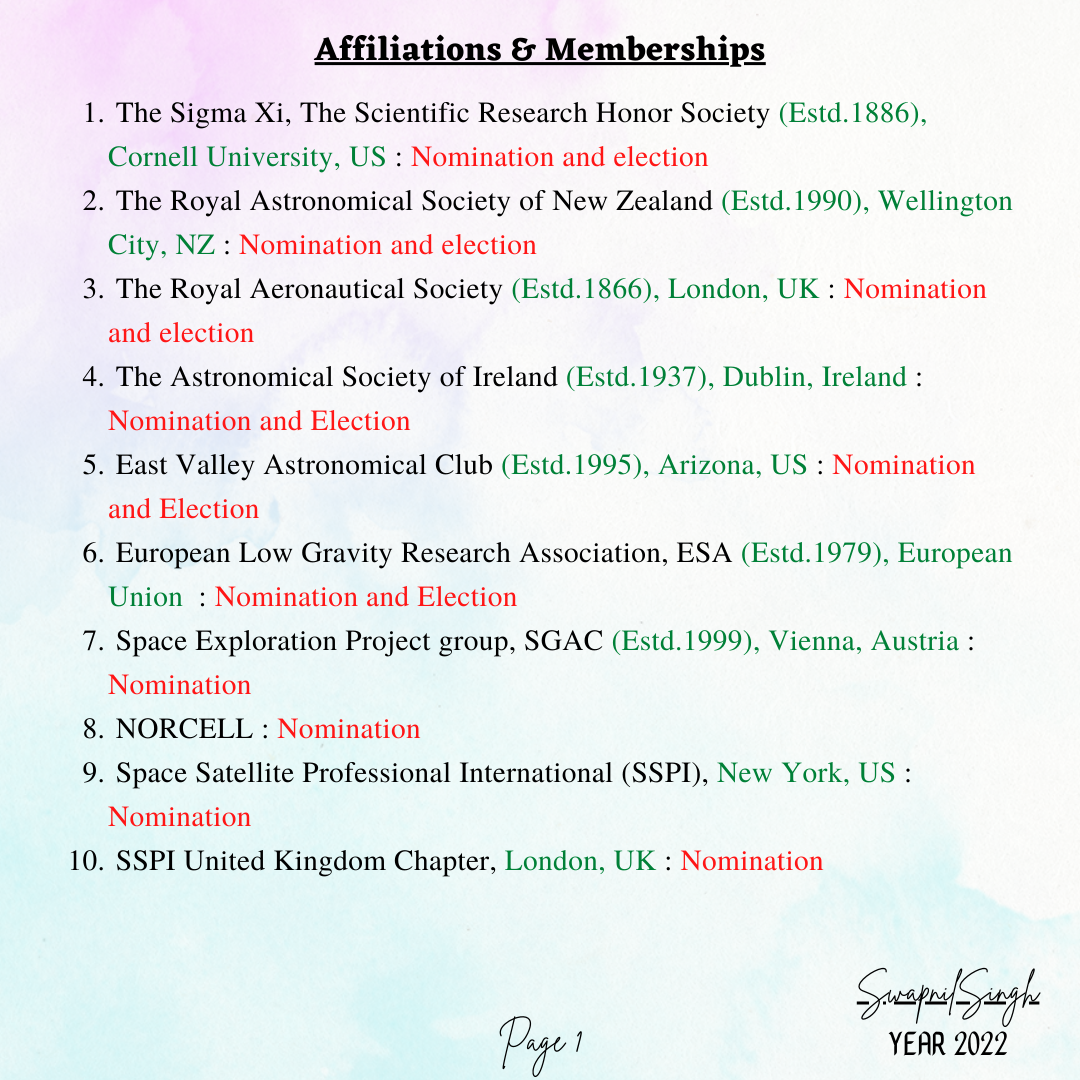 Affiliations & Memberships
1. The Sigma Xi, The Scientific Research Honor Society (Estd.1886),
Cornell University, US : Nomination and election
2. The Royal Astronomical Society of New Zealand (Estd.1990), Wellington
City, NZ : Nomination and election
3. The Royal Aeronautical Society (Estd.1866), London, UK : Nomination
and election
4. The Astronomical Society of Ireland (Estd.1937), Dublin, Ireland :
Nomination and Election
5. East Valley Astronomical Club (Estd.1995), Arizona, US : Nomination
and Election
6. European Low Gravity Research Association, ESA (Estd.1979), European
Union : Nomination and Election
7. Space Exploration Project group, SGAC (Estd.1999), Vienna, Austria :
Nomination
8. NORCELL : Nomination
9. Space Satellite Professional International (SSPI), New York, US :
Nomination
10. SSPI United Kingdom Chapter, London, UK : Nomination
Swapnil Singh
YEAR 2022
Page 1